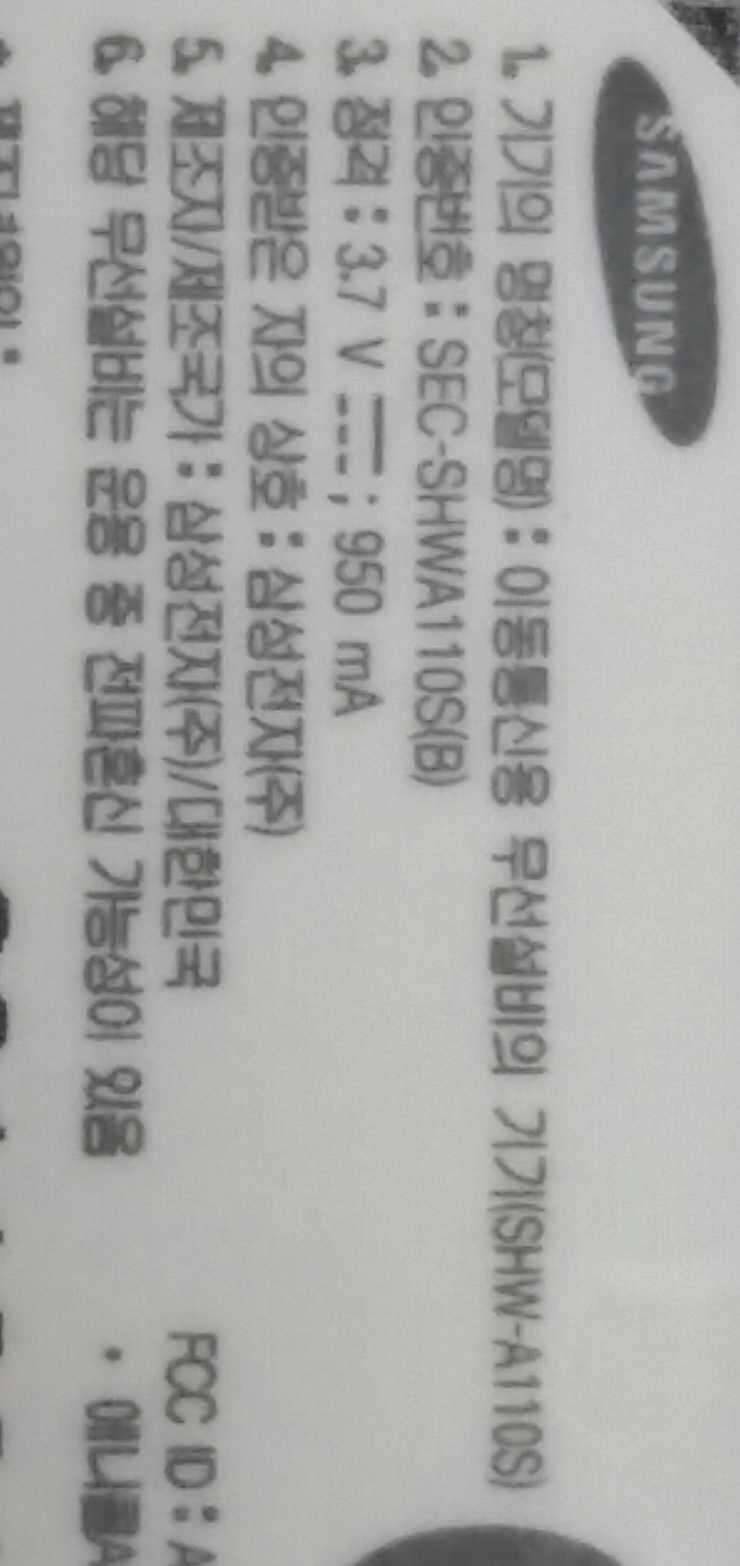 SAMSUNG
1. 기기의 명칭(모델명) : 이동통신용 무선설비의 기기(SHW-A110S)
2. 인증번호 : SEC-SHWA110S(B)
3. 정격 : 3.7 V ; 950 mA
4. 인증받은 자의 상호 : 삼성전자(주)
5. 제조자/제조국가 : 삼성전자(주)/대한민국
6. 해당 무선설비는 운용 중 전파혼신 가능성이 있음
FCC ID : A
• 애니콜